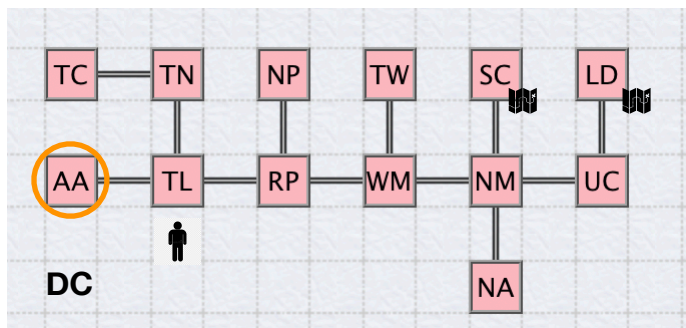 TC TN NP TW SC LD
AA TL RP WM NM UC
DC NA